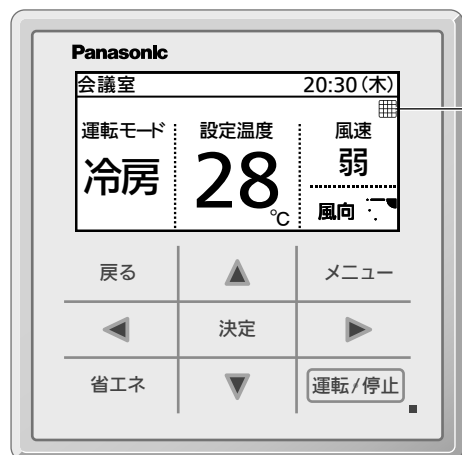 Panasonic
会議室 20:30(木)
運転モード 設定温度 風速
冷房 28℃ 弱
風向
戻る メニュー
決定
省エネ 運転/停止